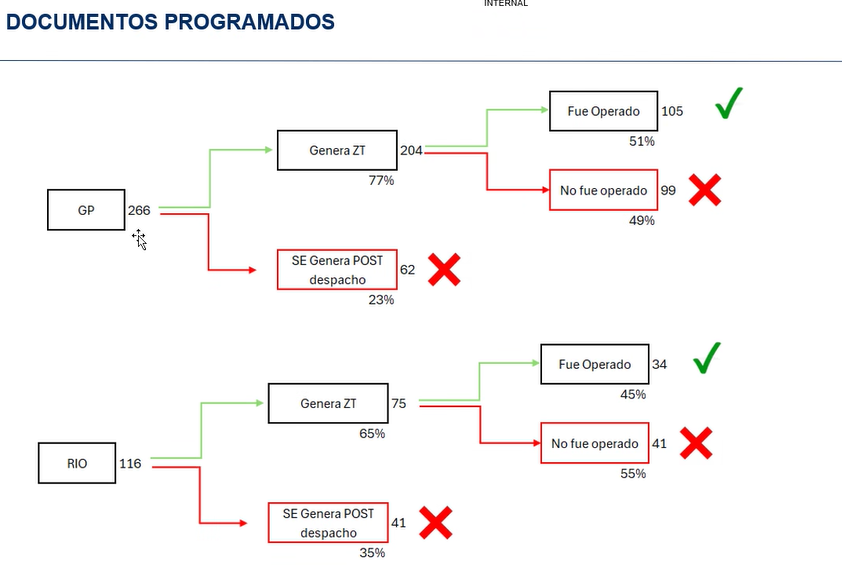 INTERNAL
DOCUMENTOS PROGRAMADOS
Fue Operado 105
51%
Genera ZT 204
77%
No fue operado 99
49%
GP 266
SE Genera POST
despacho 62
23%
Fue Operado 34
45%
Genera ZT 75
65%
No fue operado 41
55%
RIO 116
SE Genera POST
despacho 41
35%